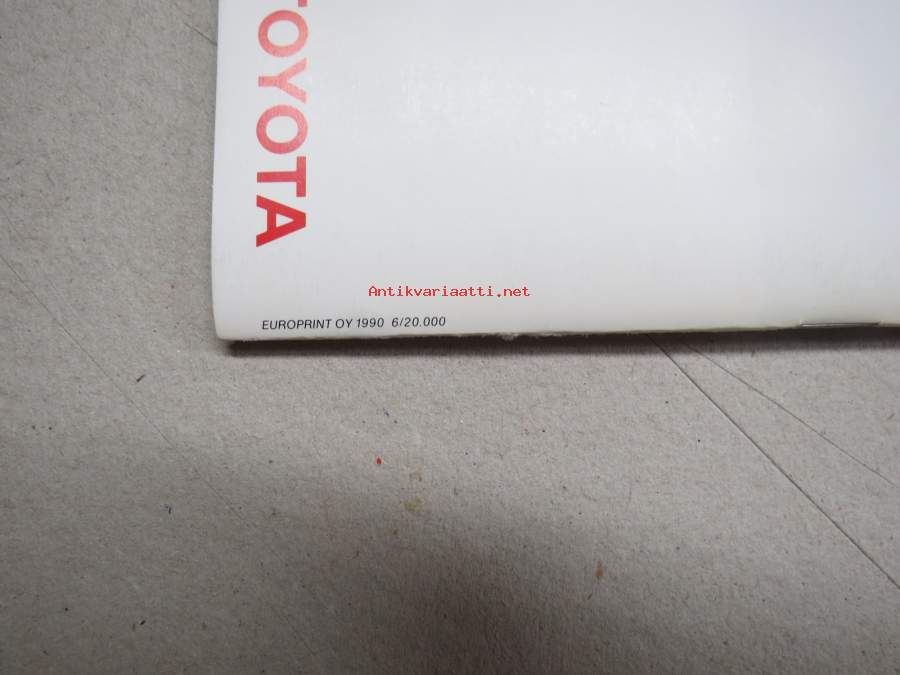 TOYOTA
Antikvariaatti.net
EUROPRINT OY 1990 6/20.000